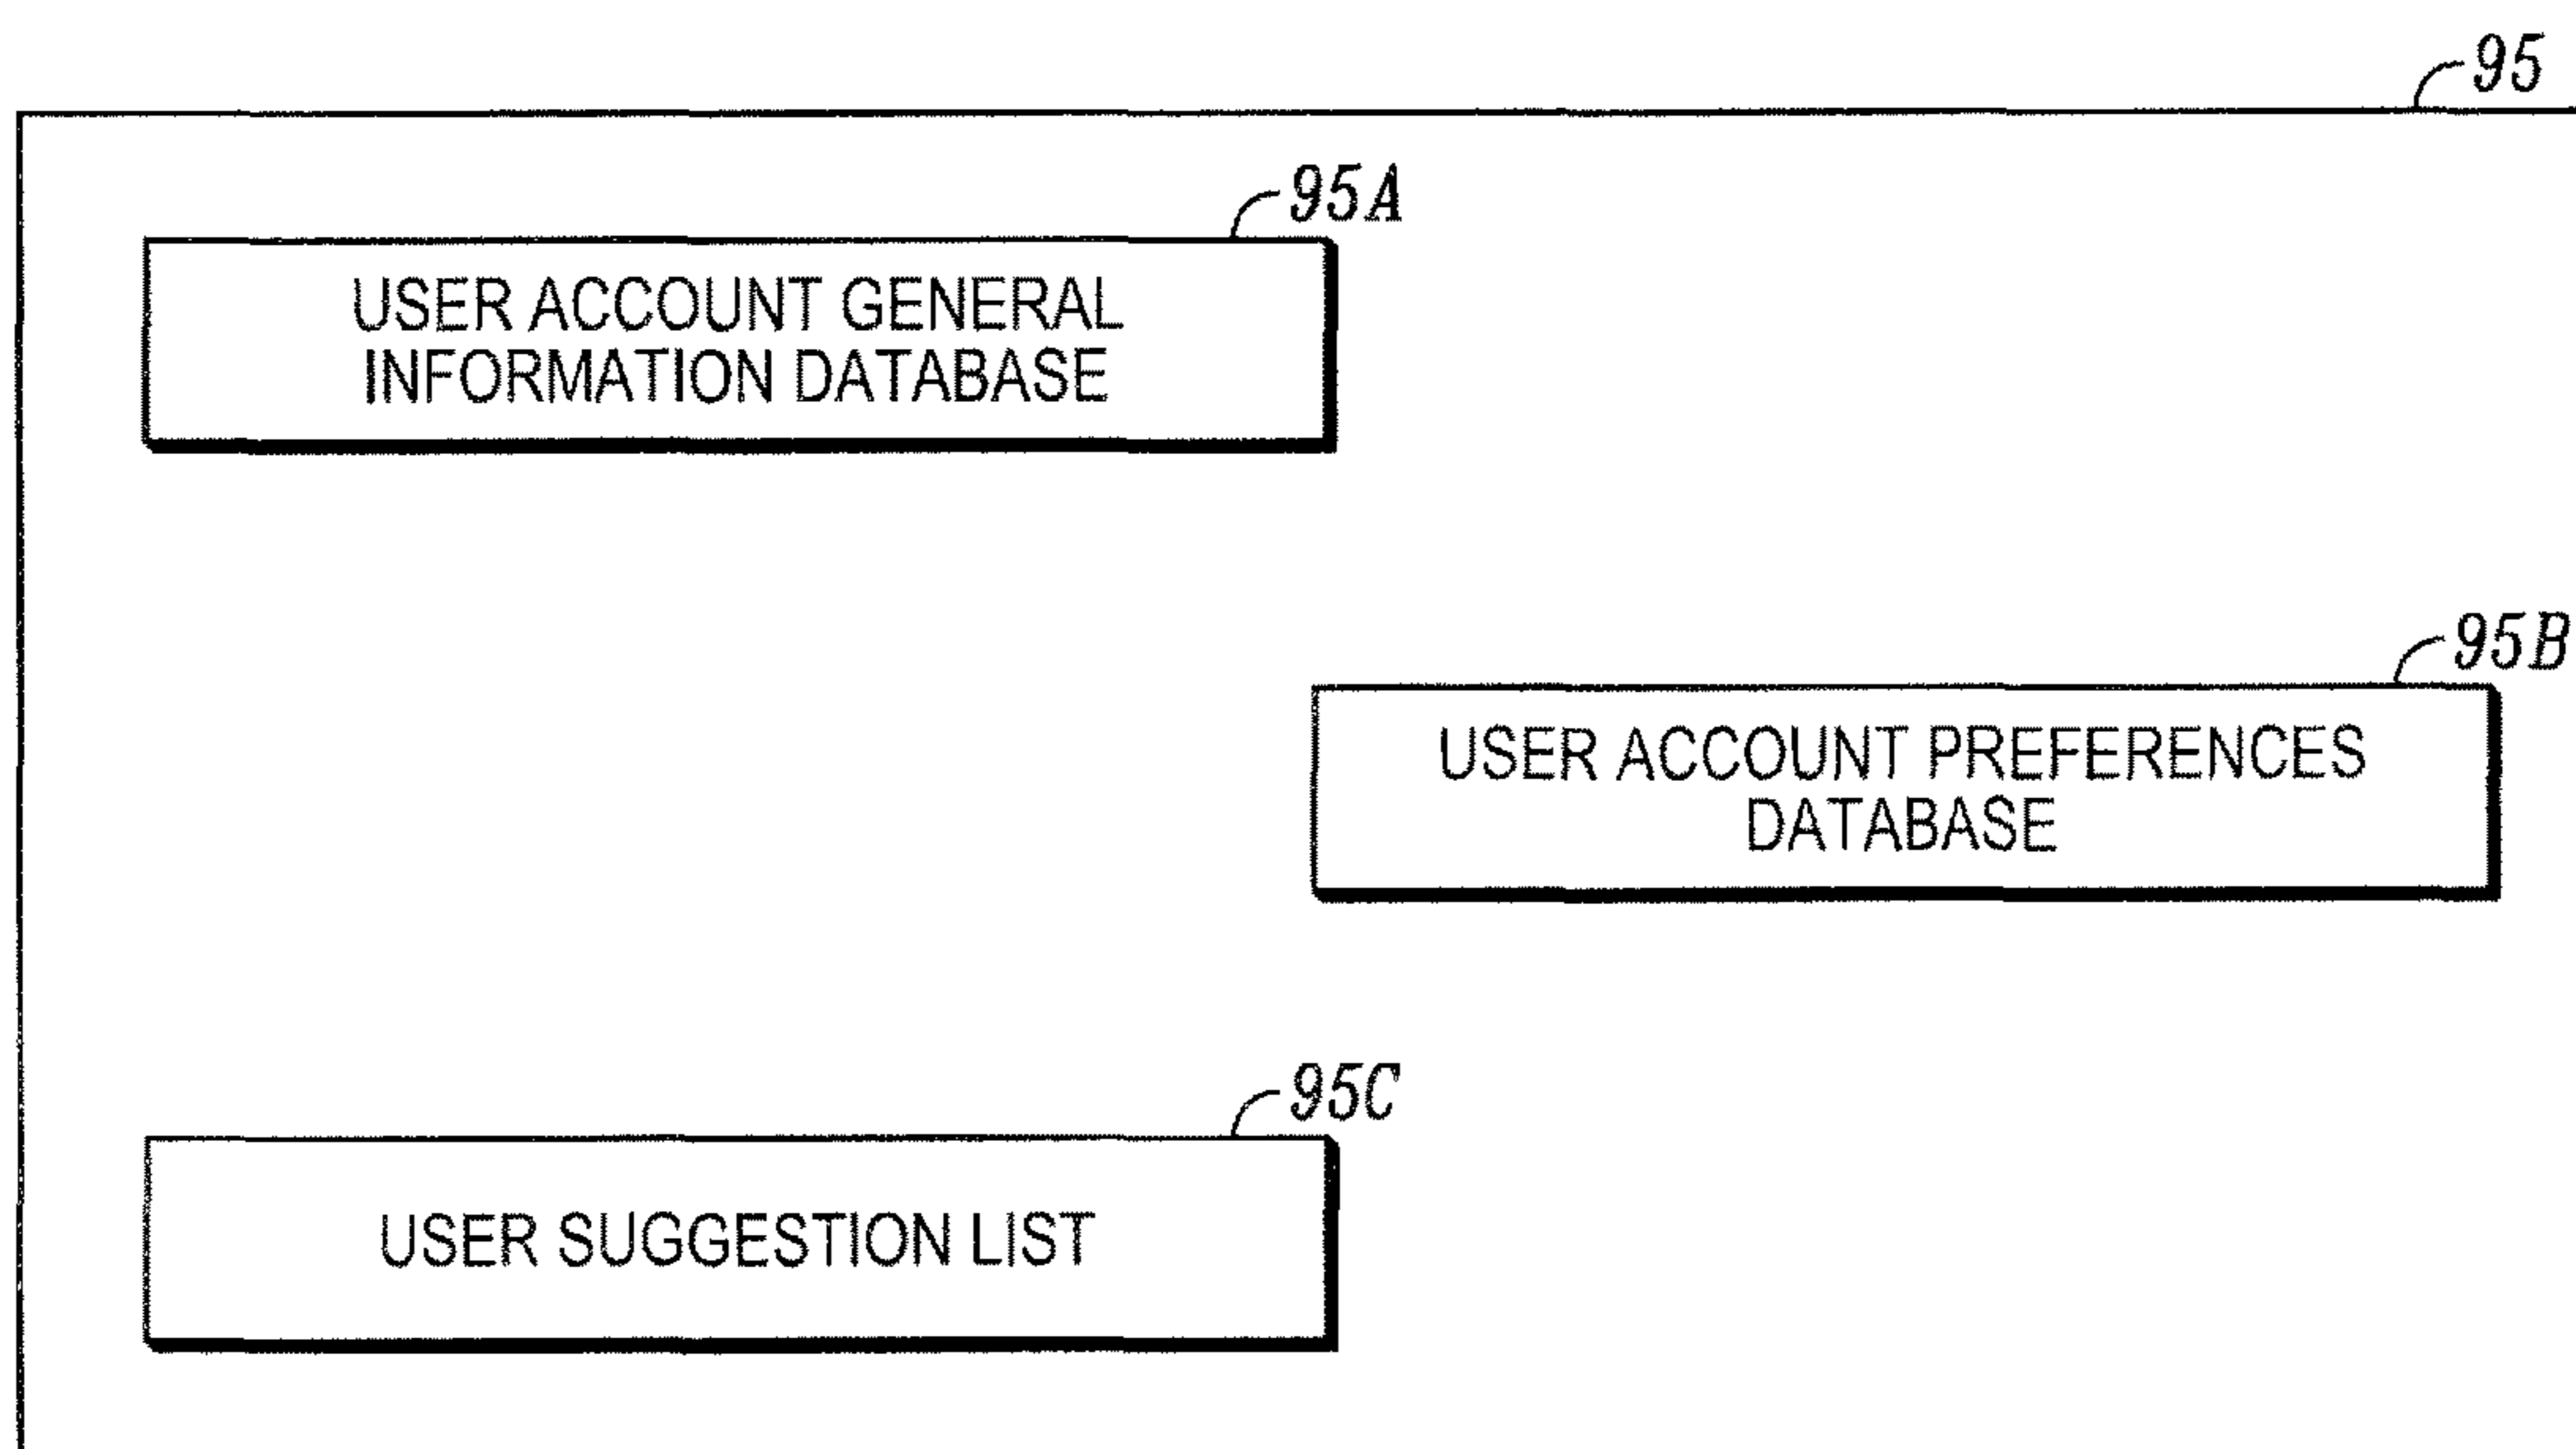 95
95A
USER ACCOUNT GENERAL
INFORMATION DATABASE
95B
USER ACCOUNT PREFERENCES
DATABASE
95C
USER SUGGESTION LIST